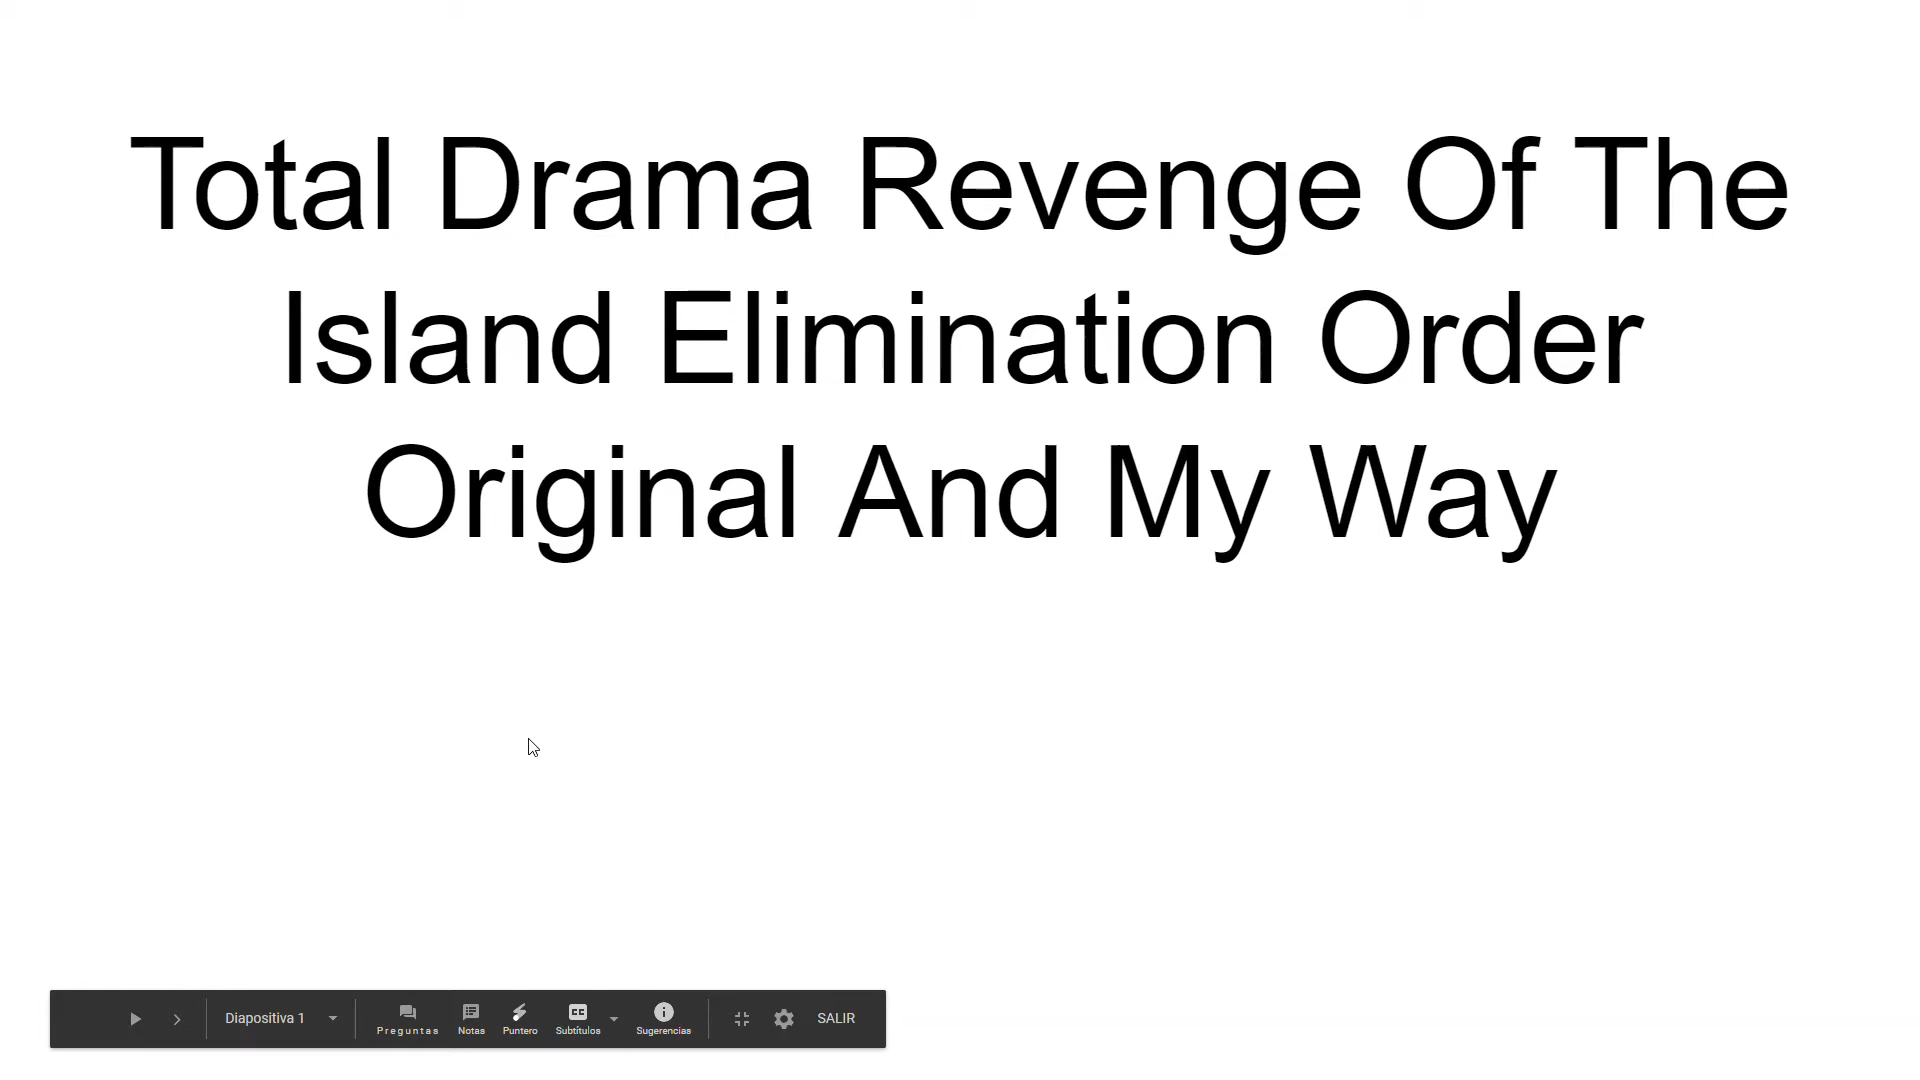 Total Drama Revenge Of The
Island Elimination Order
Original And My Way
Diapositiva 1
Preguntas
Notas
Puntero
Subtítulos
Sugerencias
SALIR